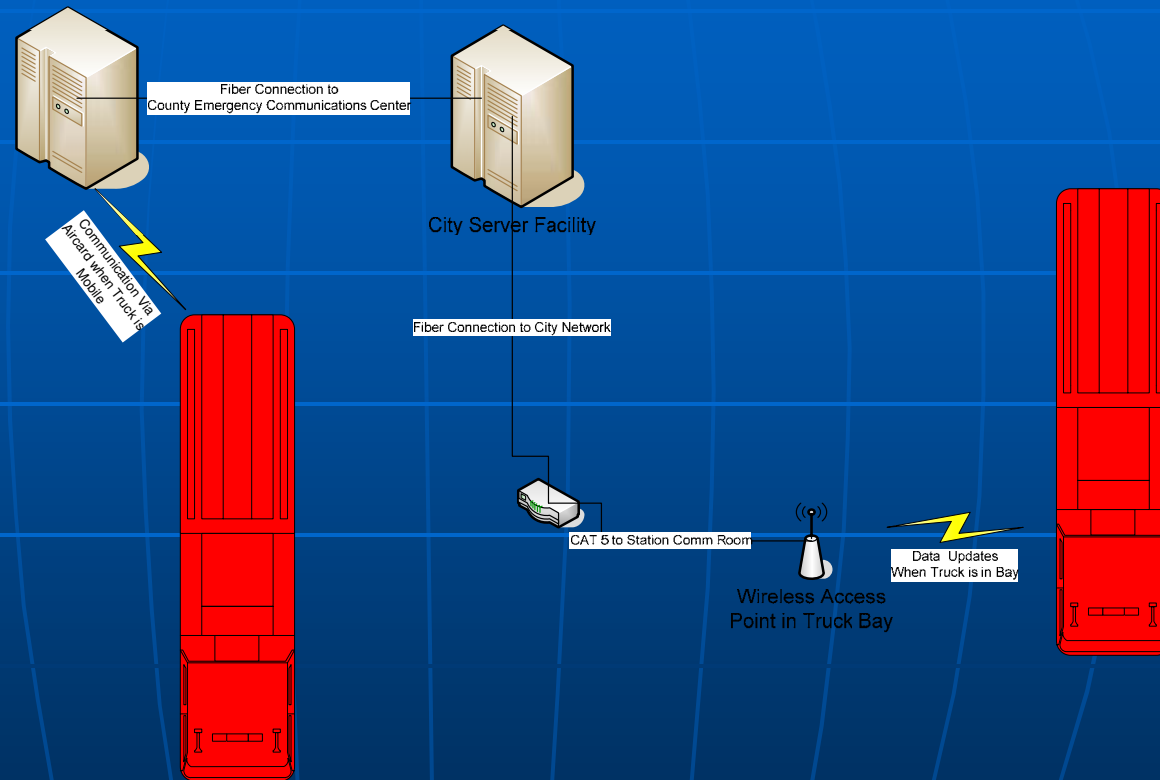 Fiber Connection to
County Emergency Communications Center
City Server Facility
Communication Via
Aircard when Truck is
Mobile
Fiber Connection to City Network
CAT 5 to Station Comm Room
Data Updates
When Truck is in Bay
Wireless Access
Point in Truck Bay